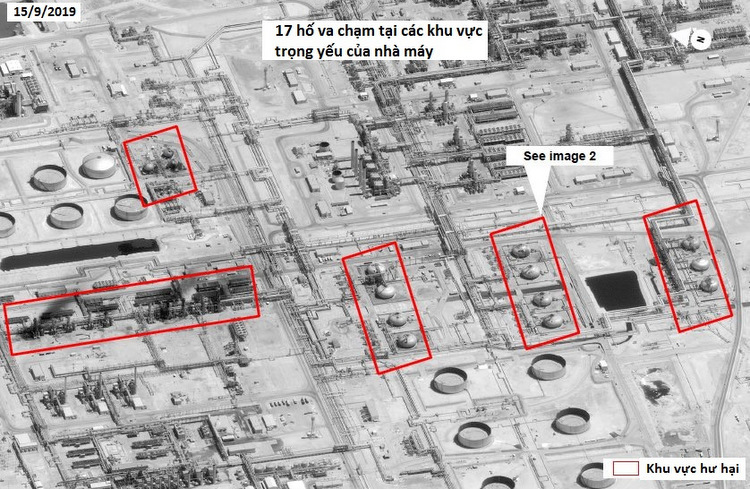 15/9/2019
17 hố va chạm tại các khu vực
trọng yếu của nhà máy
N
See image 2
Khu vực hư hại